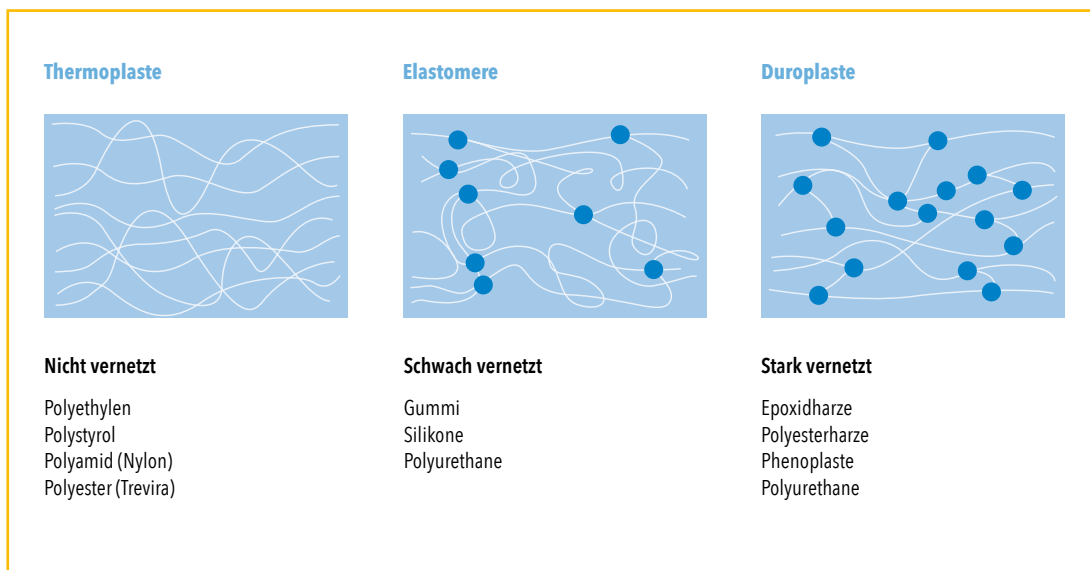 Thermoplaste
Nicht vernetzt
Polyethylen
Polystyrol
Polyamid (Nylon)
Polyester (Trevira)
Elastomere
Schwach vernetzt
Gummi
Silikone
Polyurethane
Duroplaste
Stark vernetzt
Epoxidharze
Polyesterharze
Phenoplaste
Polyurethane